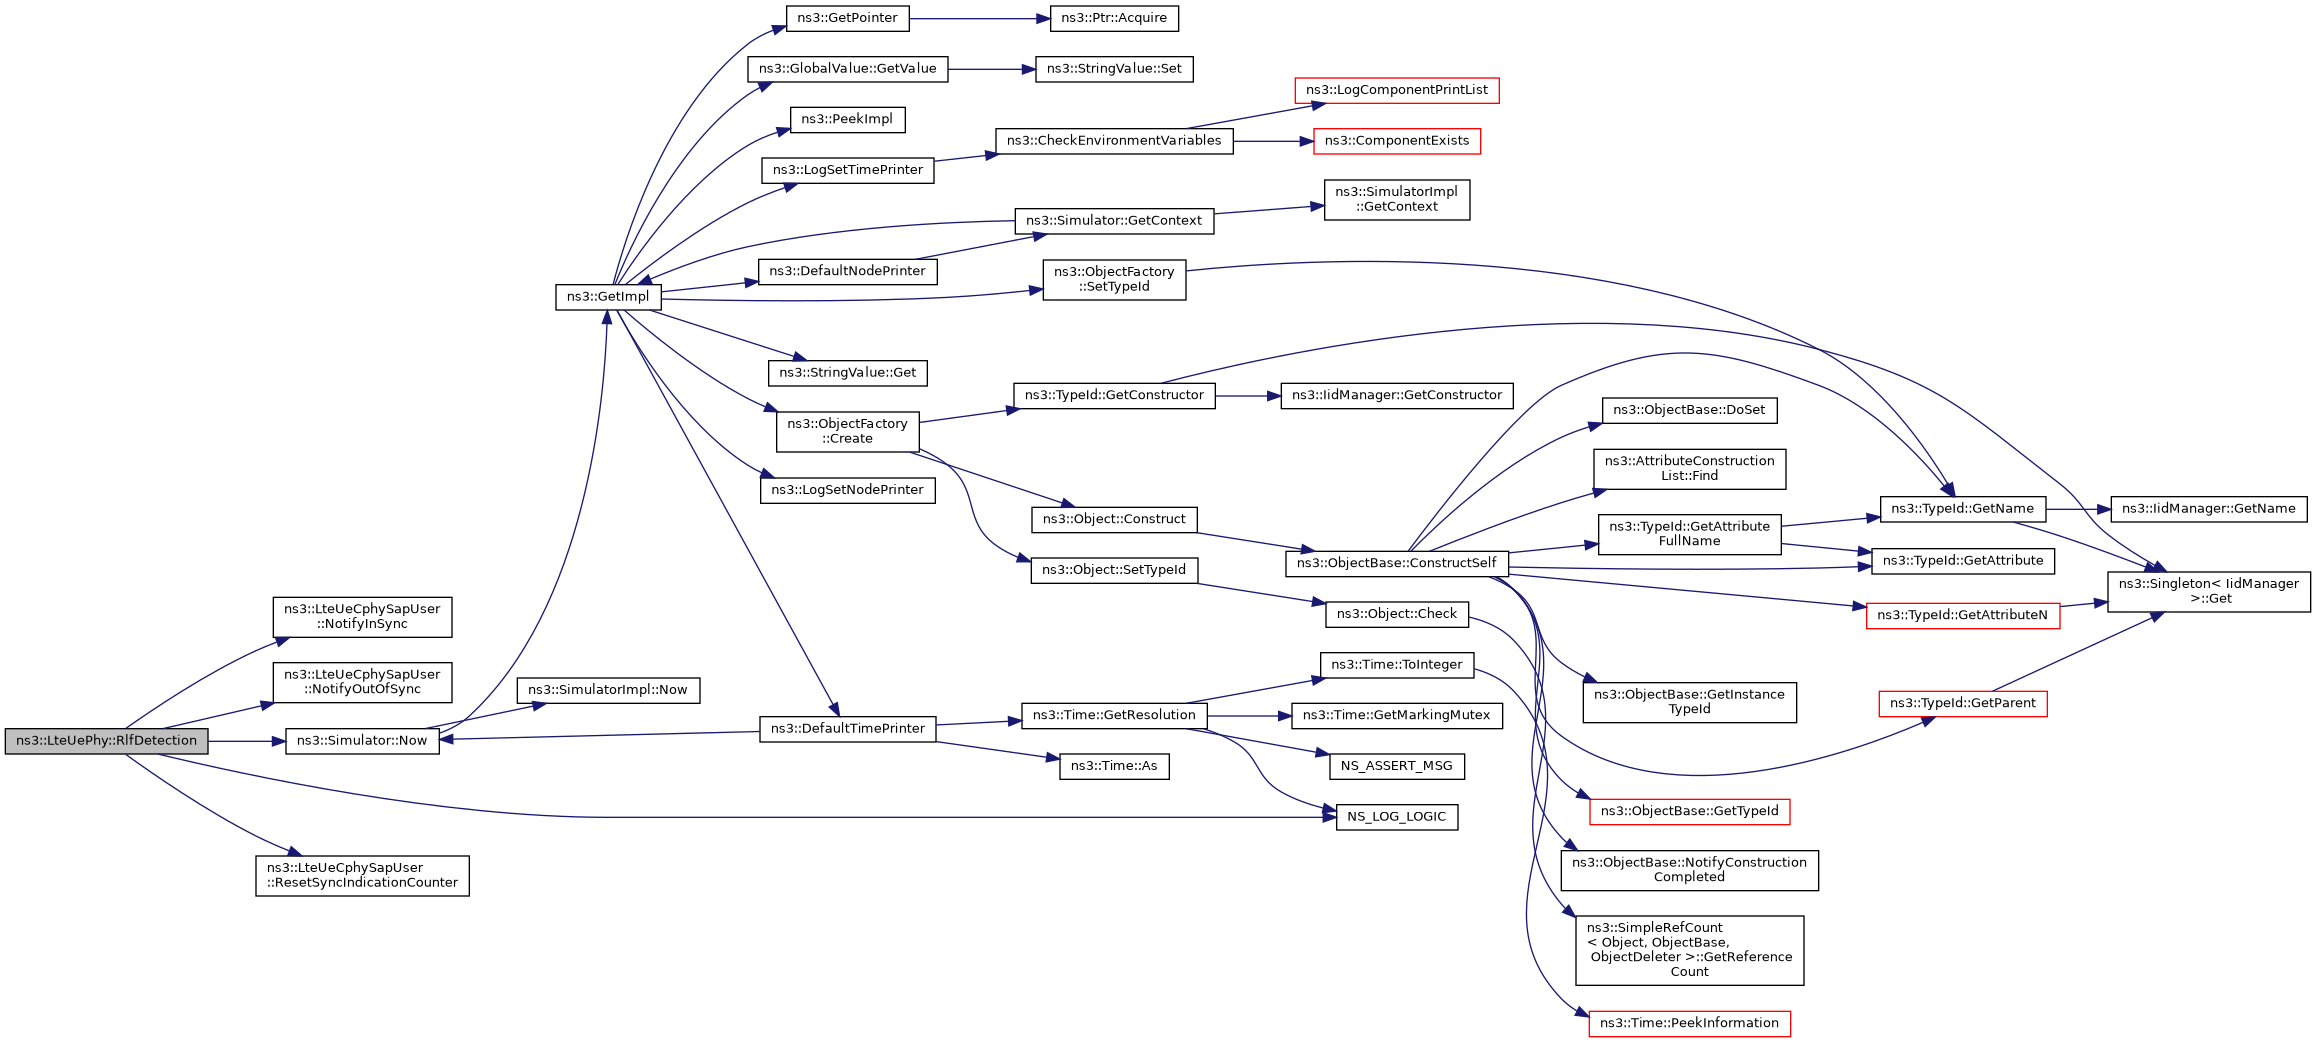 ns3::LteUePhy::RlfDetection
ns3::LteUeCphySapUser
::NotifyInSync
ns3::LteUeCphySapUser
::NotifyOutOfSync
ns3::Simulator::Now
ns3::LteUeCphySapUser
::ResetSyncIndicationCounter
ns3::SimulatorImpl::Now
ns3::GetImpl
ns3::GetPointer
ns3::GlobalValue::GetValue
ns3::PeekImpl
ns3::LogSetTimePrinter
ns3::DefaultNodePrinter
ns3::StringValue::Get
ns3::ObjectFactory
::Create
ns3::LogSetNodePrinter
ns3::DefaultTimePrinter
ns3::Ptr::Acquire
ns3::StringValue::Set
ns3::CheckEnvironmentVariables
ns3::Simulator::GetContext
ns3::ObjectFactory
::SetTypeId
ns3::TypeId::GetConstructor
ns3::Object::Construct
ns3::Object::SetTypeId
ns3::Time::GetResolution
ns3::Time::As
ns3::LogComponentPrintList
ns3::ComponentExists
ns3::SimulatorImpl
::GetContext
ns3::IidManager::GetConstructor
ns3::ObjectBase::ConstructSelf
ns3::Object::Check
ns3::Time::ToInteger
ns3::Time::GetMarkingMutex
NS_ASSERT_MSG
NS_LOG_LOGIC
ns3::ObjectBase::DoSet
ns3::AttributeConstruction
List::Find
ns3::TypeId::GetAttribute
FullName
ns3::ObjectBase::GetInstance
TypeId
ns3::ObjectBase::GetTypeId
ns3::ObjectBase::NotifyConstruction
Completed
ns3::SimpleRefCount
< Object, ObjectBase,
ObjectDeleter >::GetReference
Count
ns3::Time::PeekInformation
ns3::TypeId::GetName
ns3::TypeId::GetAttribute
ns3::TypeId::GetAttributeN
ns3::TypeId::GetParent
ns3::IidManager::GetName
ns3::Singleton< IidManager
>::Get